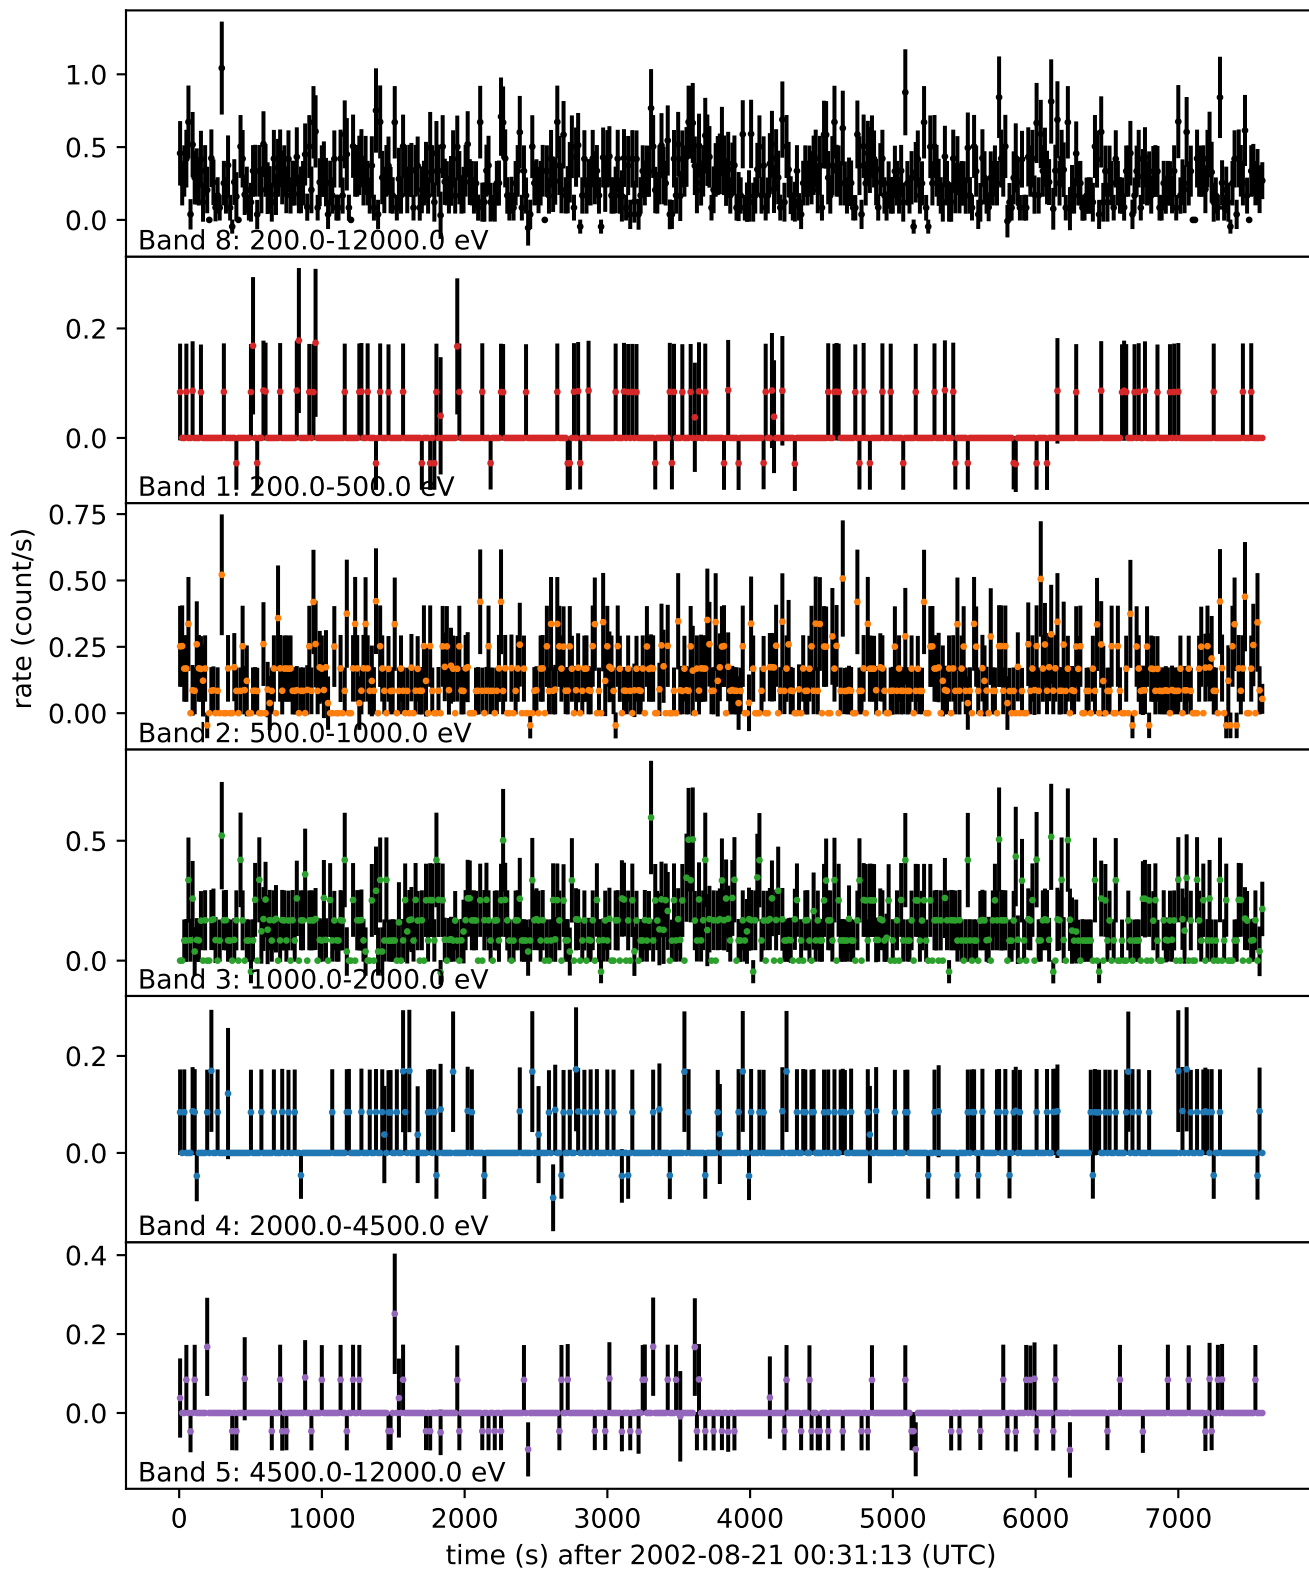 1.0
0.5
0.0
Band 8: 200.0-12000.0 eV
0.2
0.0
Band 1: 200.0-500.0 eV
rate (count/s)
0.75
0.50
0.25
0.00
Band 2: 500.0-1000.0 eV
0.5
0.0
Band 3: 1000.0-2000.0 eV
0.2
0.0
Band 4: 2000.0-4500.0 eV
0.4
0.2
0.0
Band 5: 4500.0-12000.0 eV
0 1000 2000 3000 4000 5000 6000 7000
time (s) after 2002-08-21 00:31:13 (UTC)